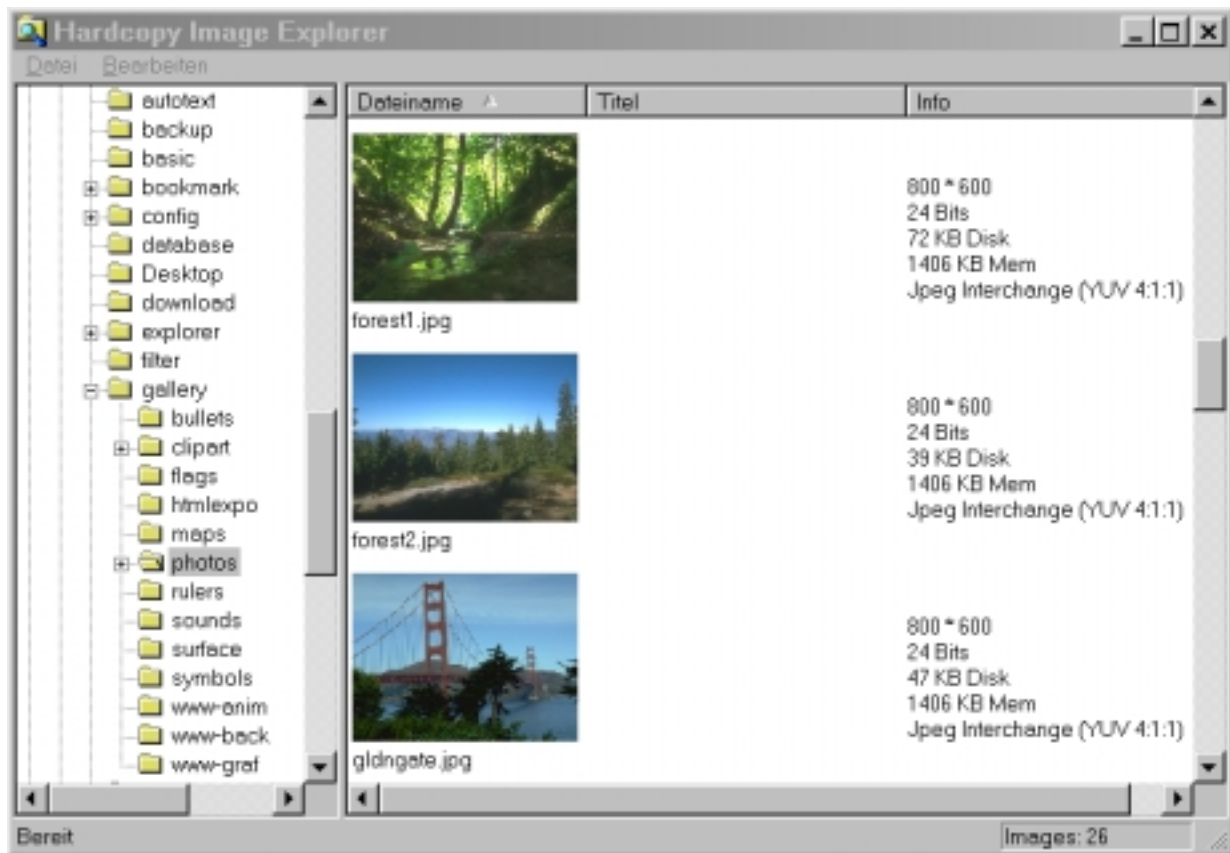 Hardcopy Image Explorer
Datei Bearbeiten
autotext
backup
basic
bookmark
config
database
Desktop
download
explorer
filter
gallery
bullets
clipart
flags
htmlexpo
maps
photos
rulers
sounds
surface
symbols
www-anim
www-back
www-graf
Dateiname Titel Info
800 * 600
24 Bits
72 KB Disk
1406 KB Mem
Jpeg Interchange (YUV 4:1:1)
forest1.jpg
800 * 600
24 Bits
39 KB Disk
1406 KB Mem
Jpeg Interchange (YUV 4:1:1)
forest2.jpg
800 * 600
24 Bits
47 KB Disk
1406 KB Mem
Jpeg Interchange (YUV 4:1:1)
gldngate.jpg
Bereit Images: 26